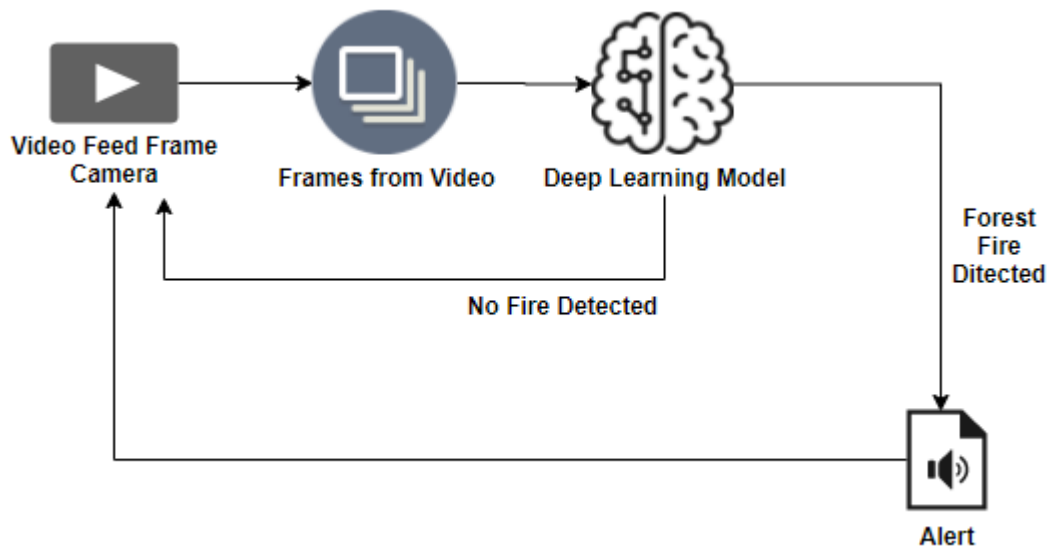 Video Feed Frame
Camera
Frames from Video
Deep Learning Model
Forest
Fire
Ditected
No Fire Detected
Alert